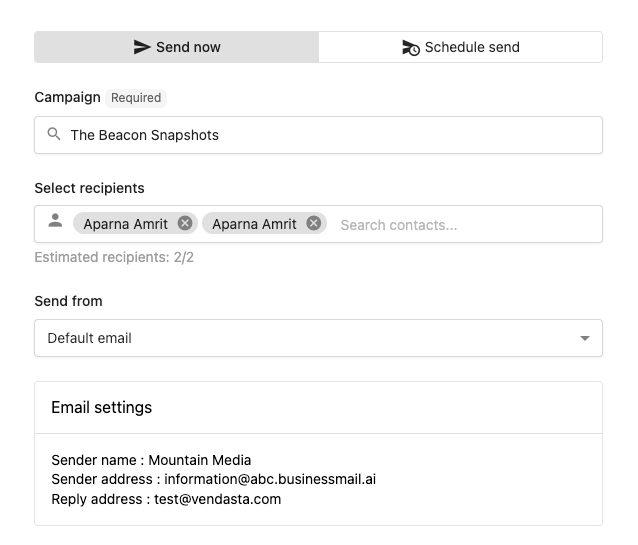 Send now
Schedule send
Campaign Required
The Beacon Snapshots
Select recipients
Aparna Amrit Aparna Amrit Search contacts...
Estimated recipients: 2/2
Send from
Default email
Email settings
Sender name : Mountain Media
Sender address : information@abc.businessmail.ai
Reply address : test@vendasta.com